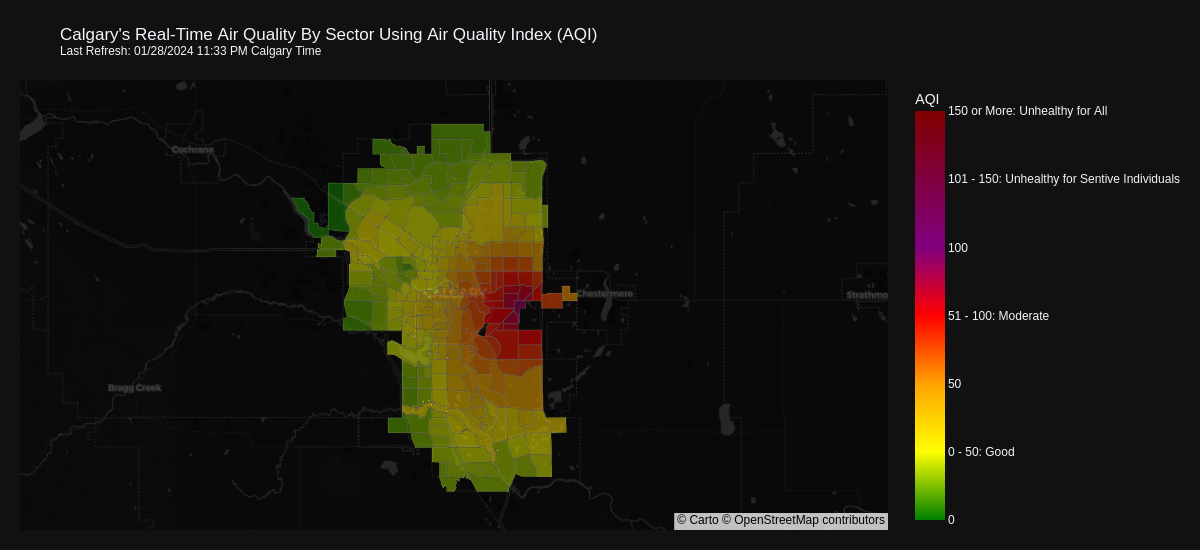 Calgary's Real-Time Air Quality By Sector Using Air Quality Index (AQI)
Last Refresh: 01/28/2024 11:33 PM Calgary Time
AQI
150 or More: Unhealthy for All
101 - 150: Unhealthy for Sentive Individuals
100
51 - 100: Moderate
50
0 - 50: Good
0
Cochrane
CALGARY
Chestermere
Strathmo
Bragg Creek
© Carto © OpenStreetMap contributors